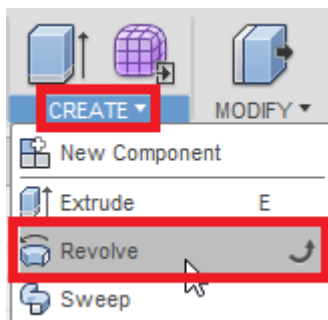 CREATE ▾ MODIFY ▾
New Component
Extrude E
Revolve
Sweep